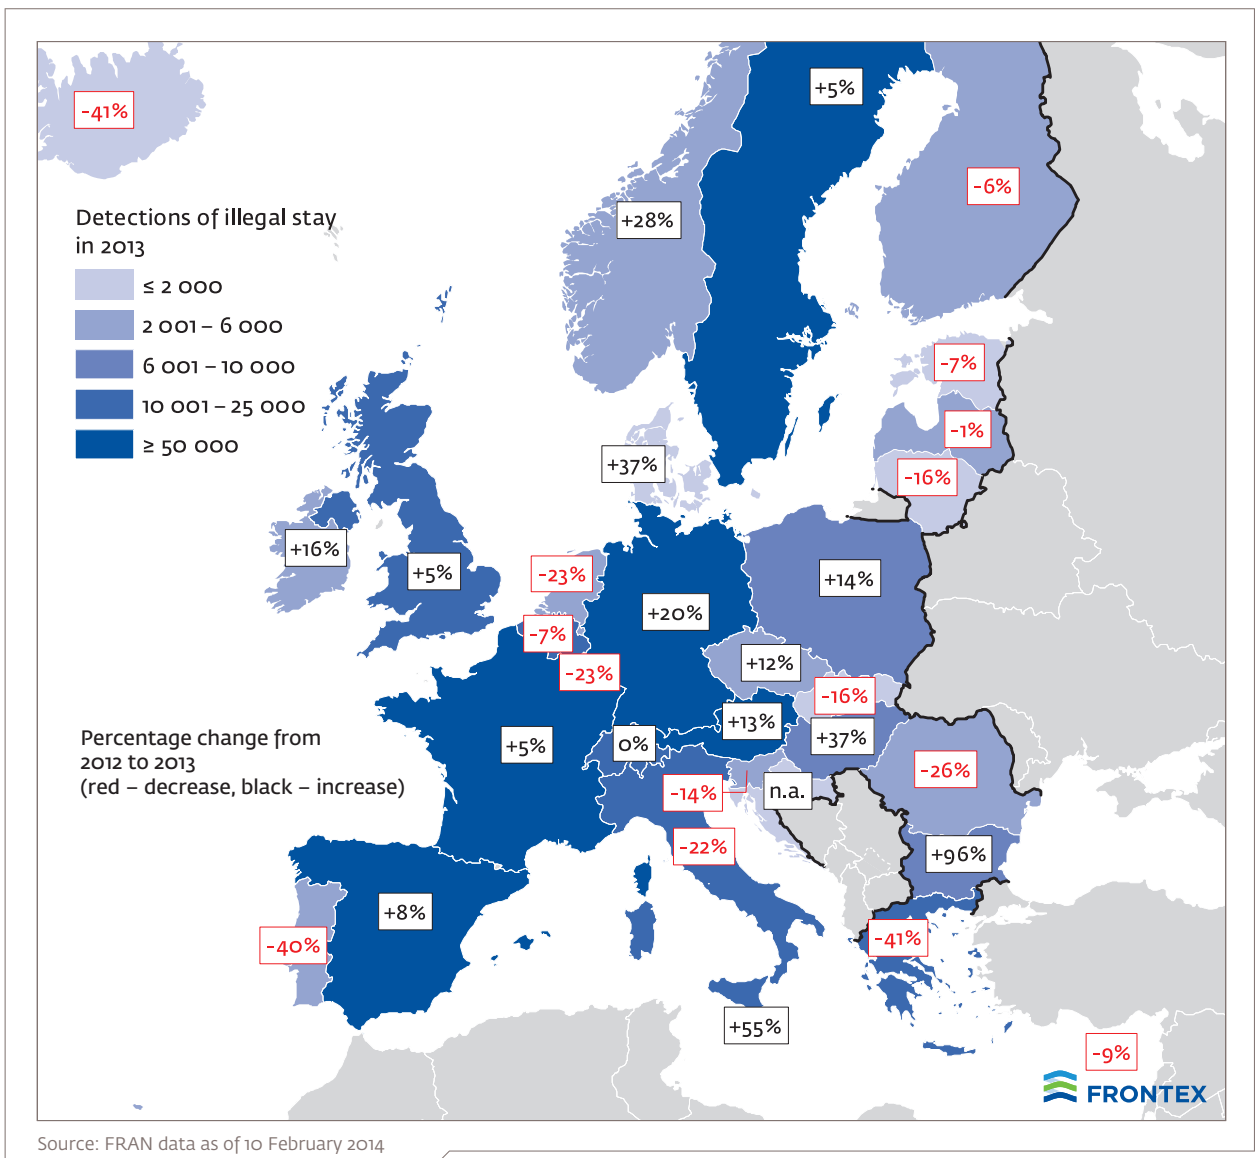 -41%
+5%
-6%
+28%
Detections of illegal stay
in 2013
≤ 2 000
2 001 – 6 000
6 001 – 10 000
10 001 – 25 000
≥ 50 000
-7%
-1%
+37%
-16%
+16%
+5%
-23%
+14%
-7%
+20%
-23%
+12%
-16%
+13%
+37%
+5%
0%
Percentage change from
2012 to 2013
(red – decrease, black – increase)
-14%
n.a.
-26%
-22%
+96%
+8%
-40%
-41%
+55%
-9%
FRONTEX
Source: FRAN data as of 10 February 2014